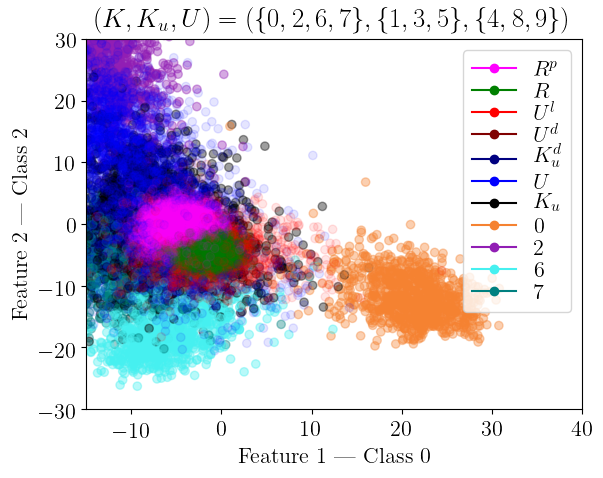 (K, K_u, U) = ({0, 2, 6, 7}, {1, 3, 5}, {4, 8, 9})
30
20
10
0
−10
−20
−30
Feature 2 — Class 2
R^p
R
U^l
U^d
K_u^d
U
K_u
0
2
6
7
−10
0
10
20
30
40
Feature 1 — Class 0